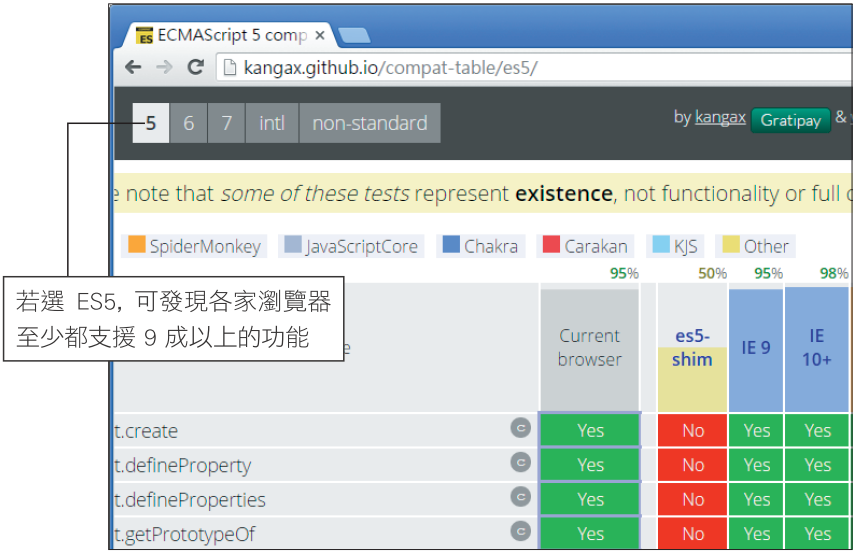 ECMAScript 5 comp ×
kangax.github.io/compat-table/es5/
5 6 7 intl non-standard
by kangax Gratipay &
e note that some of these tests represent existence, not functionality or full
SpiderMonkey JavaScriptCore Chakra Carakan KJS Other
95% 50% 95% 98%
若選 ES5, 可發現各家瀏覽器
至少都支援 9 成以上的功能
e
Current browser
es5-shim
IE 9
IE 10+
t.create C Yes No Yes Yes
t.defineProperty C Yes No Yes Yes
t.defineProperties C Yes No Yes Yes
t.getPrototypeOf C Yes No Yes Yes